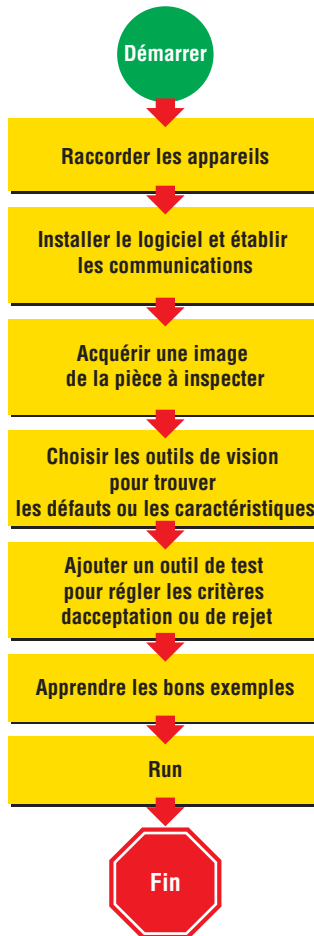 Démarrer
Raccorder les appareils
Installer le logiciel et établir
les communications
Acquérir une image
de la pièce à inspecter
Choisir les outils de vision
pour trouver
les défauts ou les caractéristiques
Ajouter un outil de test
pour régler les critères
dacceptation ou de rejet
Apprendre les bons exemples
Run
Fin